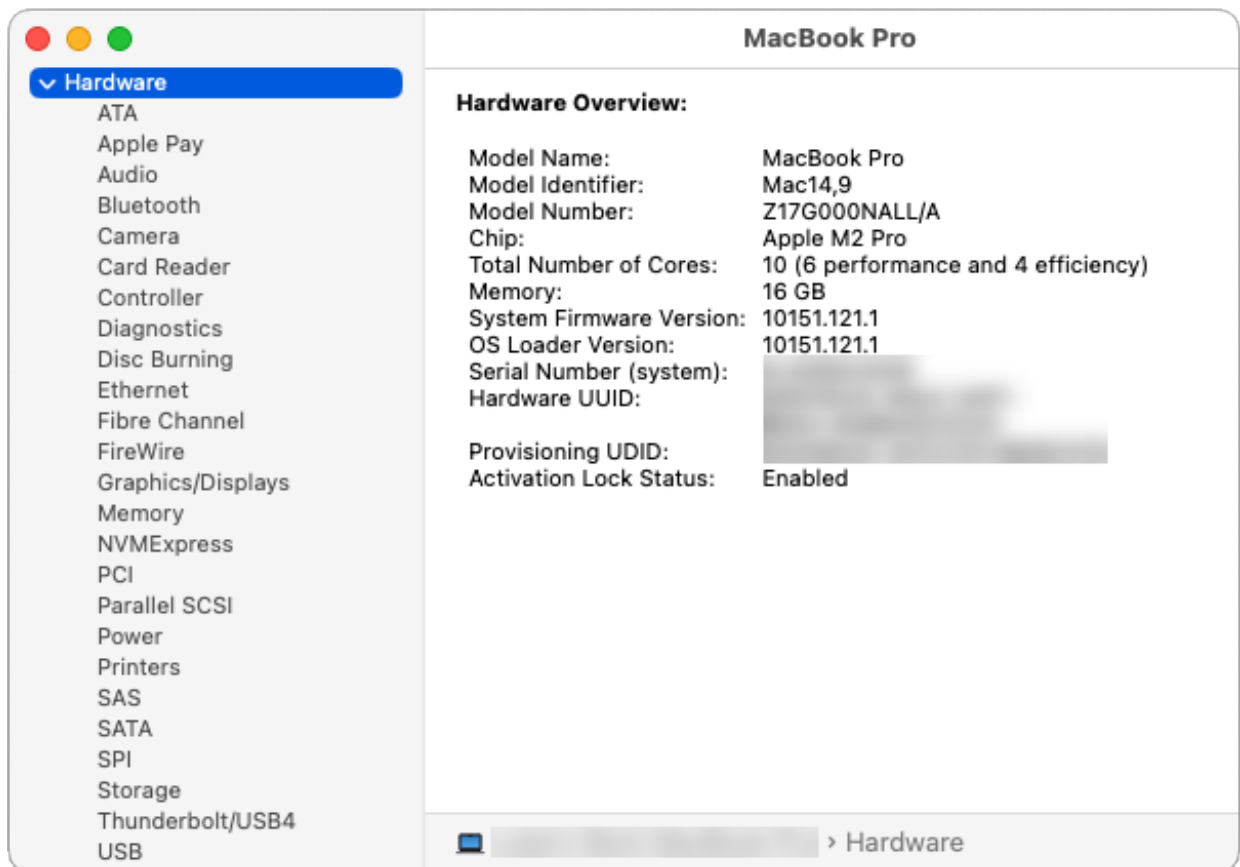 MacBook Pro
Hardware
ATA
Apple Pay
Audio
Bluetooth
Camera
Card Reader
Controller
Diagnostics
Disc Burning
Ethernet
Fibre Channel
FireWire
Graphics/Displays
Memory
NVMExpress
PCI
Parallel SCSI
Power
Printers
SAS
SATA
SPI
Storage
Thunderbolt/USB4
USB
Hardware Overview:
Model Name: MacBook Pro
Model Identifier: Mac14,9
Model Number: Z17G000NALL/A
Chip: Apple M2 Pro
Total Number of Cores: 10 (6 performance and 4 efficiency)
Memory: 16 GB
System Firmware Version: 10151.121.1
OS Loader Version: 10151.121.1
Serial Number (system):
Hardware UUID:
Provisioning UDID:
Activation Lock Status: Enabled
› Hardware